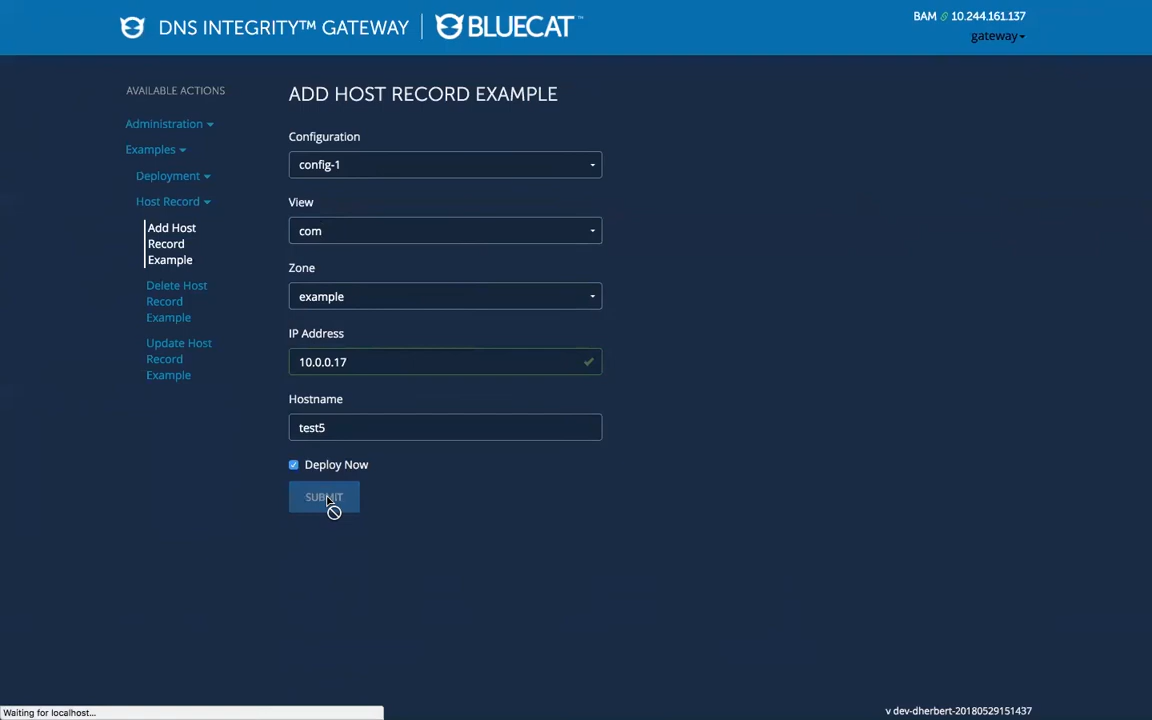 DNS INTEGRITY™ GATEWAY
BLUECAT™
BAM 10.244.161.137
gateway
AVAILABLE ACTIONS
Administration
Examples
Deployment
Host Record
Add Host
Record
Example
Delete Host
Record
Example
Update Host
Record
Example
ADD HOST RECORD EXAMPLE
Configuration
config-1
View
com
Zone
example
IP Address
10.0.0.17
Hostname
test5
Deploy Now
SUBMIT
Waiting for localhost...
v dev-dherbert-20180529151437